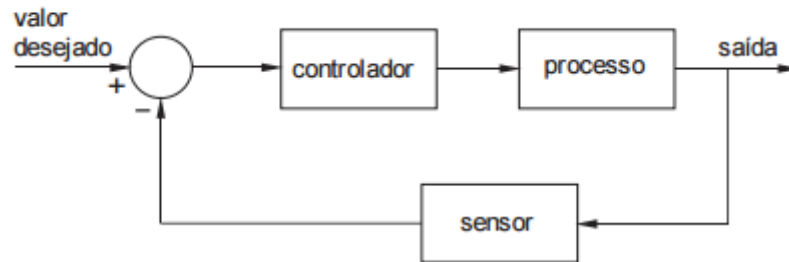 valor
desejado
+
−
controlador
processo
saída
sensor